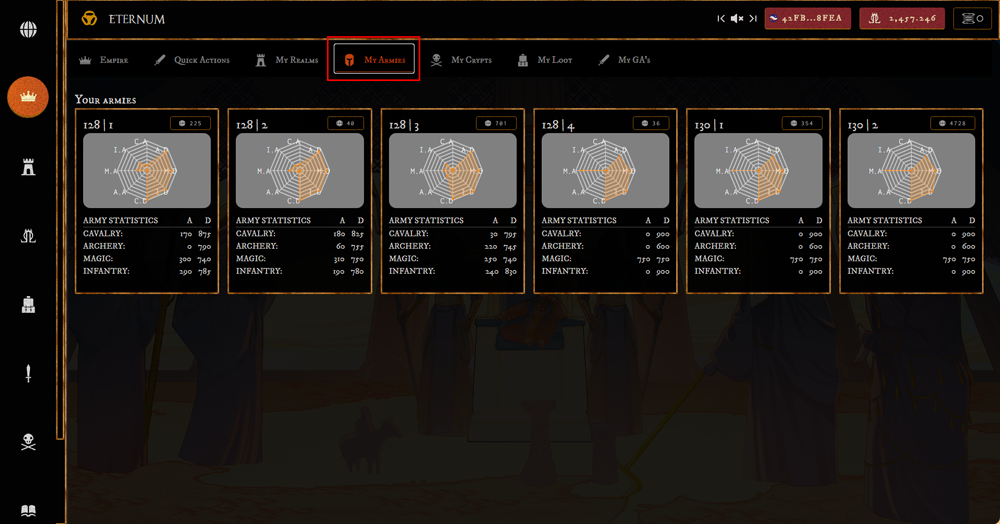 ETERNUM
42FB...8FEA
2,457.246
0
Empire
Quick Actions
My Realms
My Armies
My Crypts
My Loot
My GA's
Your armies
128 | 1
225
C.A
I.A A.D
M.A M.D
A.A I.D
C.D
ARMY STATISTICS A D
CAVALRY: 170 875
ARCHERY: 0 790
MAGIC: 300 740
INFANTRY: 290 785
128 | 2
40
C.A
I.A A.D
M.A M.D
A.A I.D
C.D
ARMY STATISTICS A D
CAVALRY: 180 825
ARCHERY: 60 755
MAGIC: 310 750
INFANTRY: 190 780
128 | 3
701
C.A
I.A A.D
M.A M.D
A.A I.D
C.D
ARMY STATISTICS A D
CAVALRY: 30 795
ARCHERY: 220 745
MAGIC: 250 740
INFANTRY: 240 830
128 | 4
36
C.A
I.A A.D
M.A M.D
A.A I.D
C.D
ARMY STATISTICS A D
CAVALRY: 0 900
ARCHERY: 0 600
MAGIC: 750 750
INFANTRY: 0 900
130 | 1
354
C.A
I.A A.D
M.A M.D
A.A I.D
C.D
ARMY STATISTICS A D
CAVALRY: 0 900
ARCHERY: 0 600
MAGIC: 750 750
INFANTRY: 0 900
130 | 2
4720
C.A
I.A A.D
M.A M.D
A.A I.D
C.D
ARMY STATISTICS A D
CAVALRY: 0 900
ARCHERY: 0 600
MAGIC: 750 750
INFANTRY: 0 900